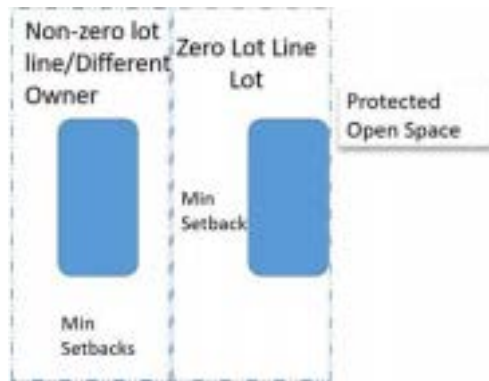 Non-zero lot
line/Different
Owner
Zero Lot Line
Lot
Protected
Open Space
Min
Setback
Min
Setbacks